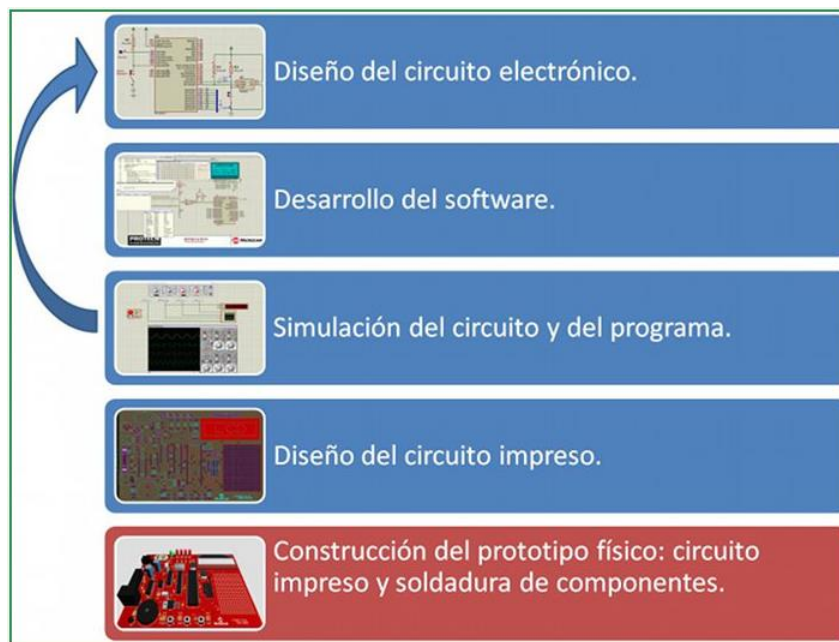 Diseño del circuito electrónico.
Desarrollo del software.
Simulación del circuito y del programa.
Diseño del circuito impreso.
Construcción del prototipo físico: circuito
impreso y soldadura de componentes.